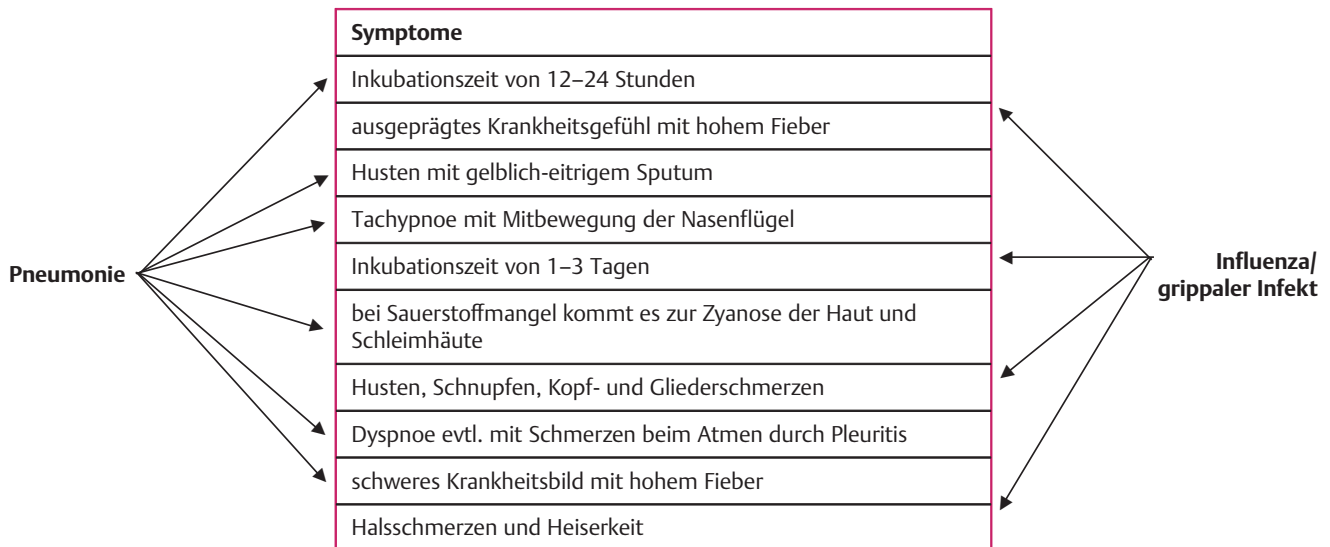 Symptome
Inkubationszeit von 12–24 Stunden
ausgeprägtes Krankheitsgefühl mit hohem Fieber
Husten mit gelblich-eitrigem Sputum
Tachypnoe mit Mitbewegung der Nasenflügel
Pneumonie
Inkubationszeit von 1–3 Tagen
Influenza/
grippaler Infekt
bei Sauerstoffmangel kommt es zur Zyanose der Haut und
Schleimhäute
Husten, Schnupfen, Kopf- und Gliederschmerzen
Dyspnoe evtl. mit Schmerzen beim Atmen durch Pleuritis
schweres Krankheitsbild mit hohem Fieber
Halsschmerzen und Heiserkeit